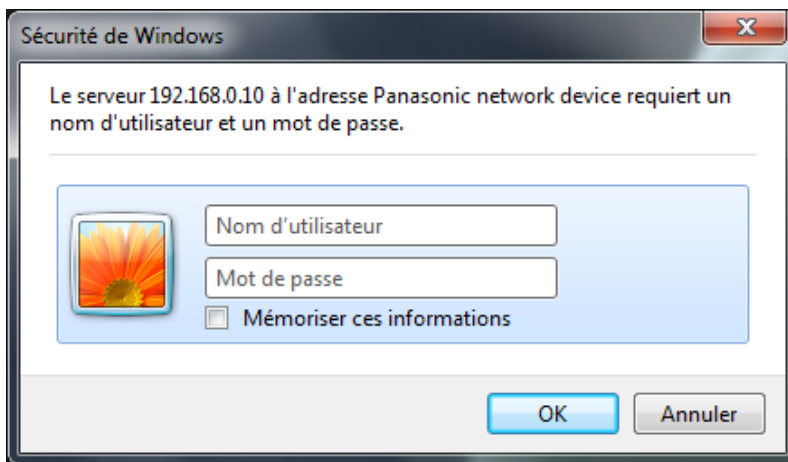 Sécurité de Windows
Le serveur 192.168.0.10 à l'adresse Panasonic network device requiert un
nom d'utilisateur et un mot de passe.
Nom d'utilisateur
Mot de passe
Mémoriser ces informations
OK
Annuler